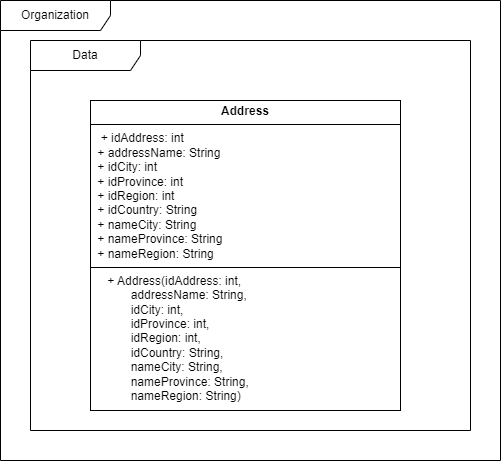 Organization
Data
Address
+ idAddress: int
+ addressName: String
+ idCity: int
+ idProvince: int
+ idRegion: int
+ idCountry: String
+ nameCity: String
+ nameProvince: String
+ nameRegion: String
+ Address(idAddress: int,
addressName: String,
idCity: int,
idProvince: int,
idRegion: int,
idCountry: String,
nameCity: String,
nameProvince: String,
nameRegion: String)